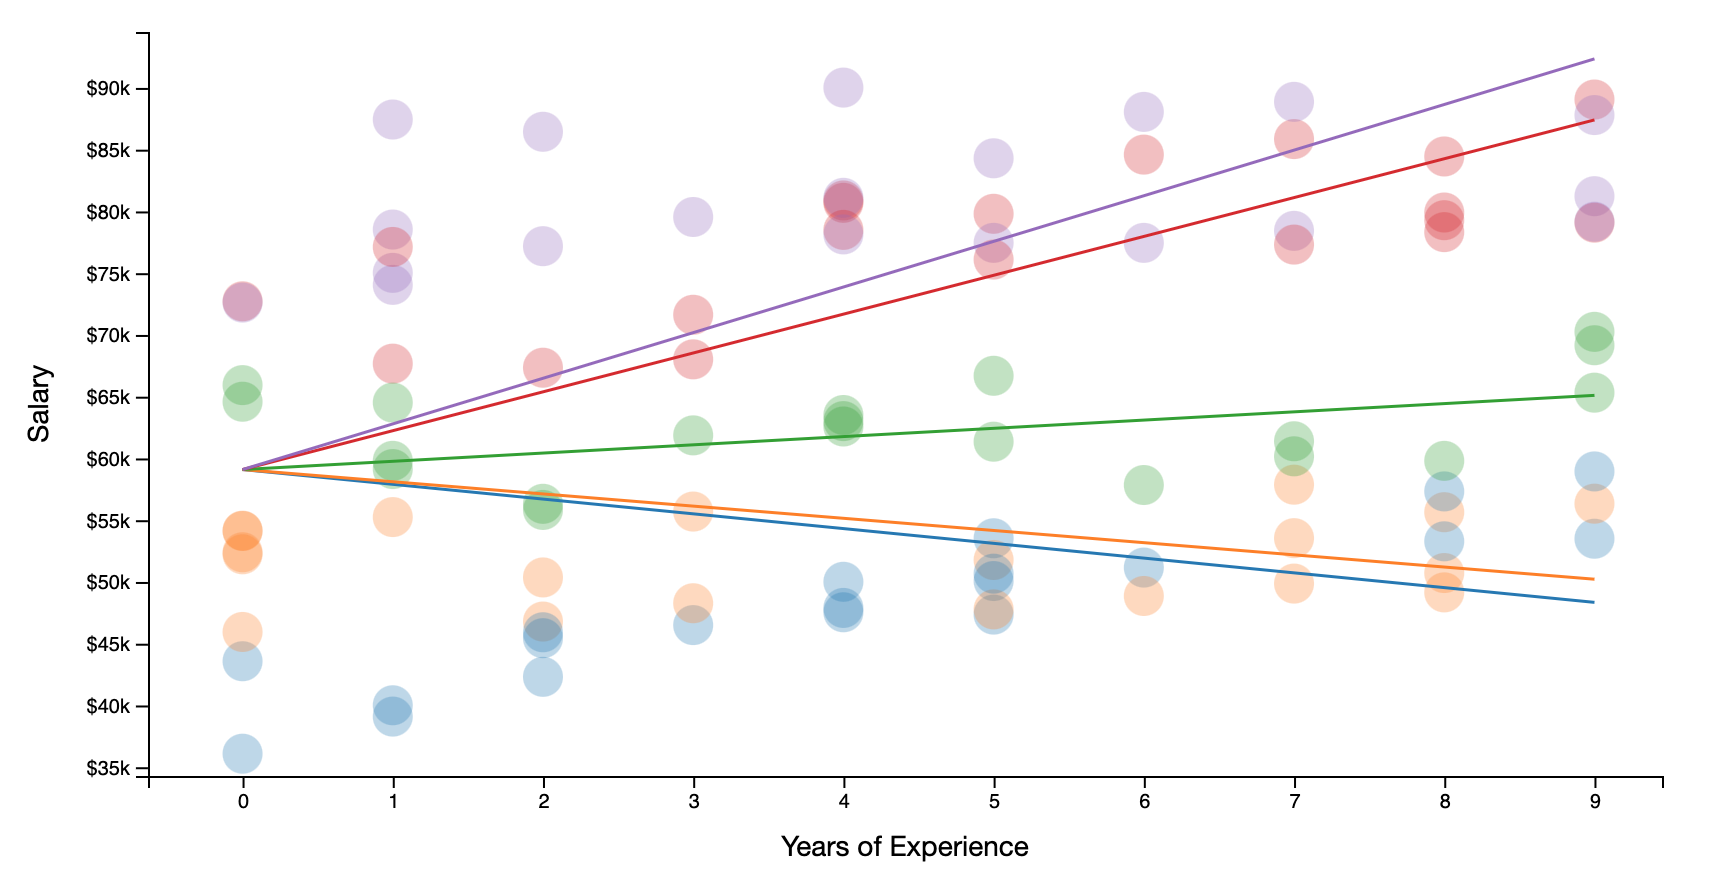 $90k
$85k
$80k
$75k
$70k
$65k
$60k
$55k
$50k
$45k
$40k
$35k
Salary
0 1 2 3 4 5 6 7 8 9
Years of Experience